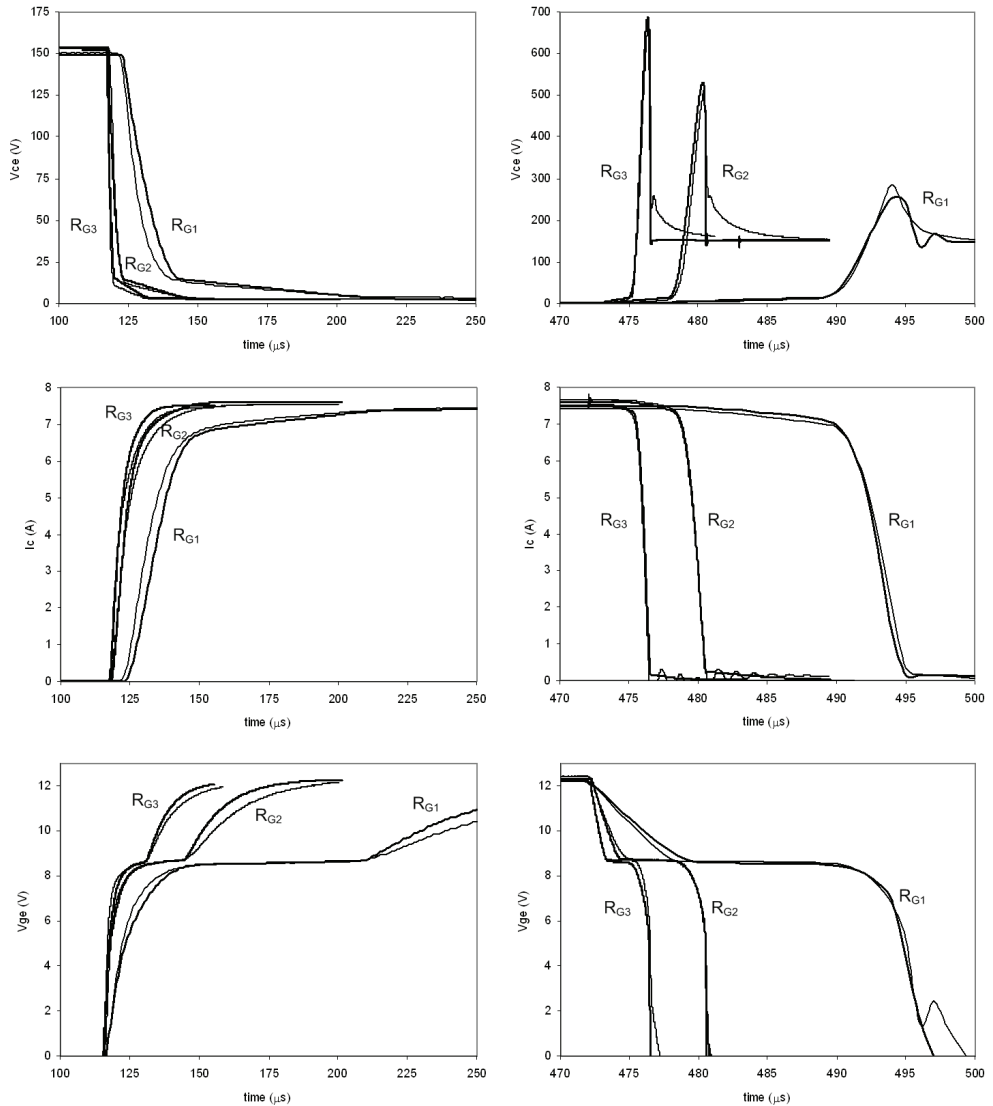 175
150
125
100
75
50
25
0
Vce (V)
RG3
RG2
RG1
100 125 150 175 200 225 250
time (μs)
700
600
500
400
300
200
100
0
Vce (V)
RG3
RG2
RG1
470 475 480 485 490 495 500
time (μs)
8
7
6
5
4
3
2
1
0
Ic (A)
RG3
RG2
RG1
100 125 150 175 200 225 250
time (μs)
8
7
6
5
4
3
2
1
0
Ic (A)
RG3
RG2
RG1
470 475 480 485 490 495 500
time (μs)
12
10
8
6
4
2
0
Vge (V)
RG3
RG2
RG1
100 125 150 175 200 225 250
time (μs)
12
10
8
6
4
2
0
Vge (V)
RG3
RG2
RG1
470 475 480 485 490 495 500
time (μs)